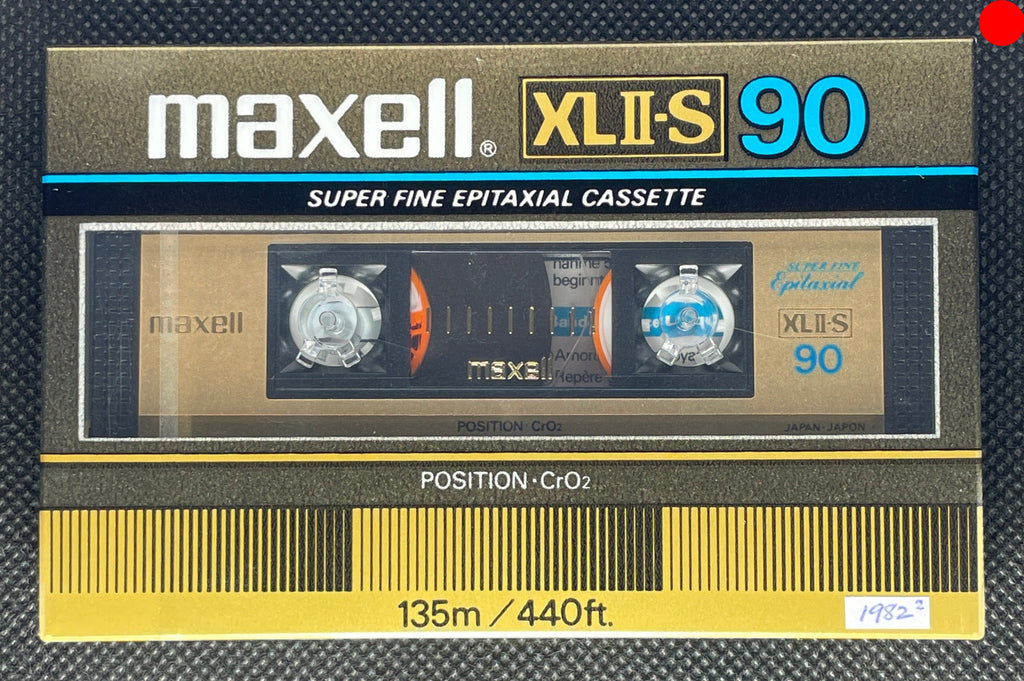 maxell® XLII-S 90
SUPER FINE EPITAXIAL CASSETTE
SUPER FINE
Epitaxial
maxell
XLII-S
90
maxell
POSITION·CrO₂
JAPAN-JAPON
POSITION·CrO₂
135m/440ft.
1982²